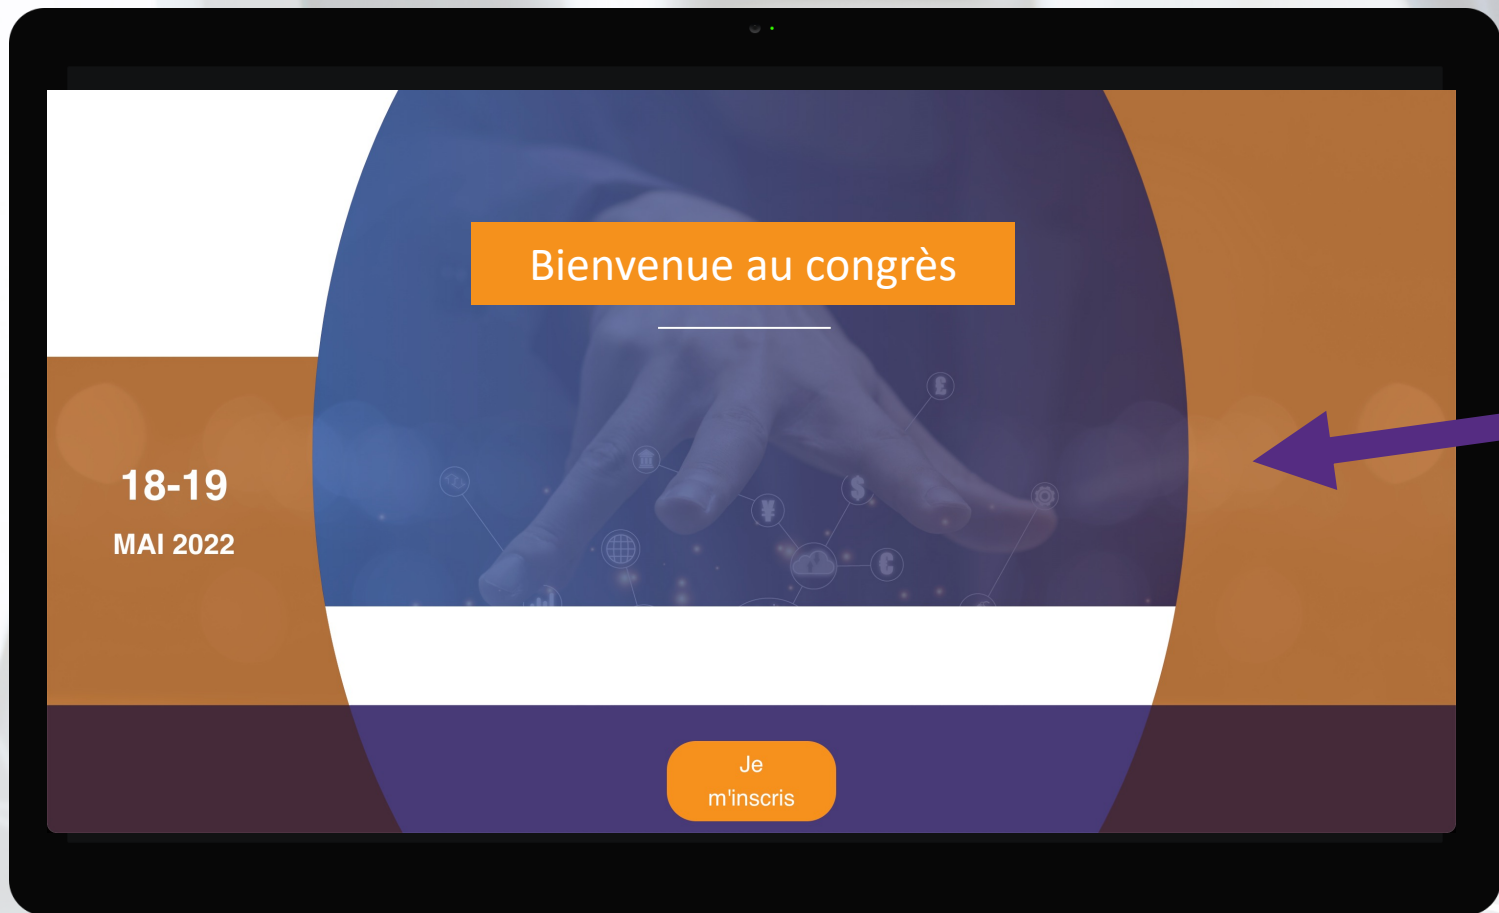 Bienvenue au congrès
18-19
MAI 2022
£
$
¥
€
Je
m'inscris